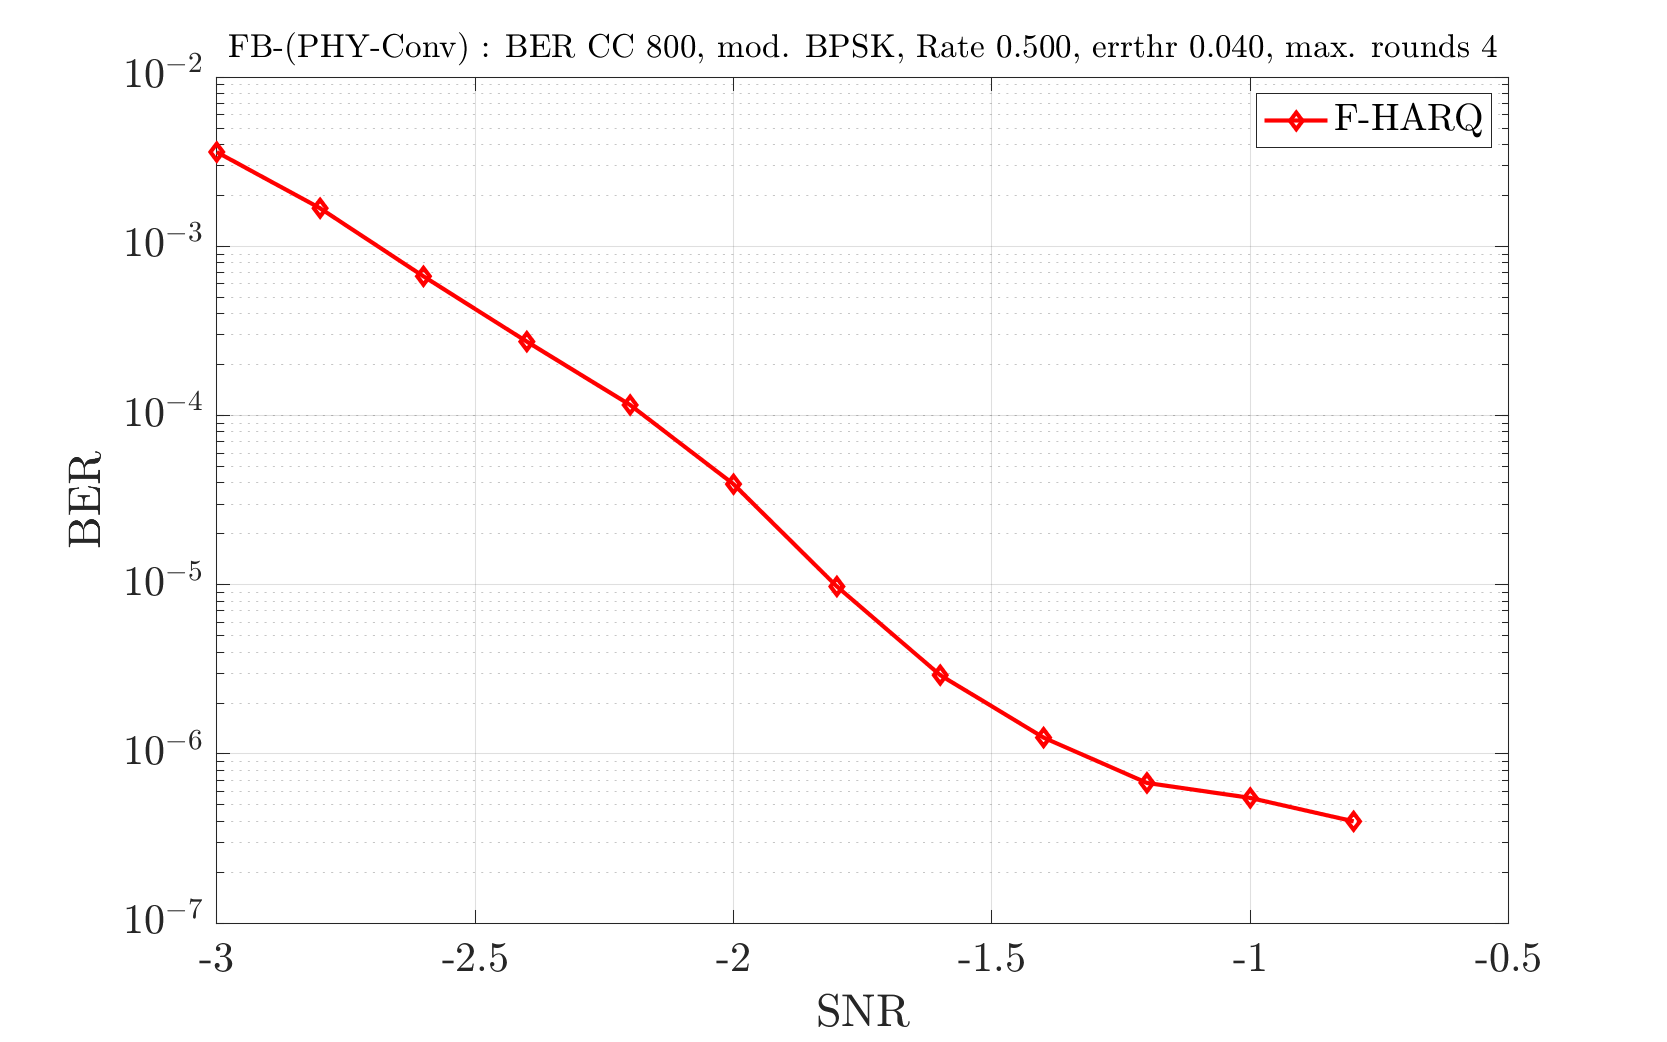 FB-(PHY-Conv) : BER CC 800, mod. BPSK, Rate 0.500, errthr 0.040, max. rounds 4
F-HARQ
10^{-2}
10^{-3}
10^{-4}
10^{-5}
10^{-6}
10^{-7}
BER
-3 -2.5 -2 -1.5 -1 -0.5
SNR